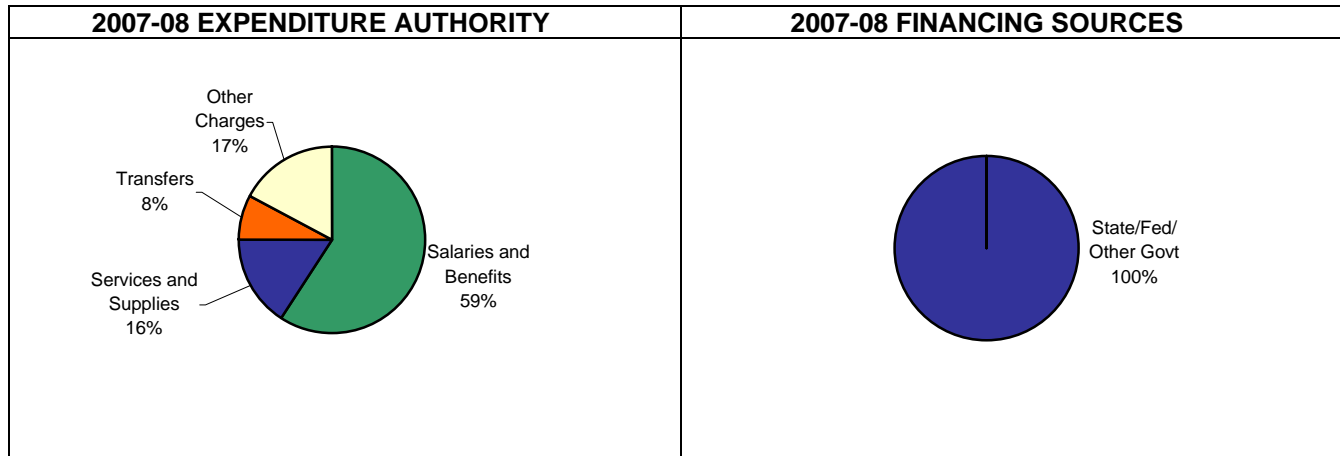 2007-08 EXPENDITURE AUTHORITY
Other
Charges
17%
Transfers
8%
Services and
Supplies
16%
Salaries and
Benefits
59%
2007-08 FINANCING SOURCES
State/Fed/
Other Govt
100%